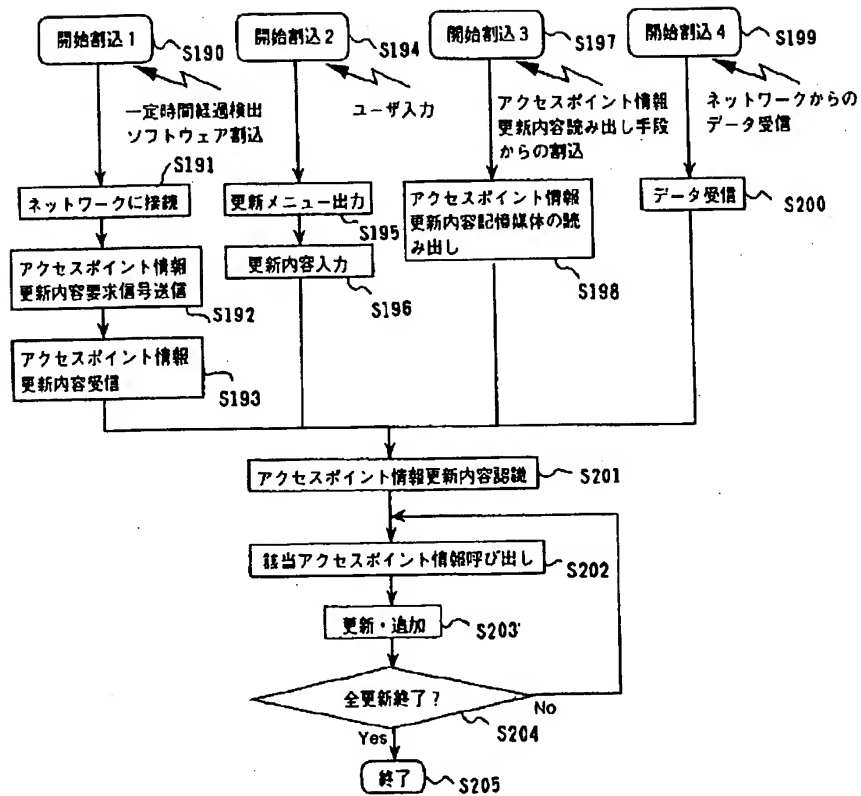 開始割込1
S190
一定時間経過検出
ソフトウェア割込
S191
ネットワークに接続
アクセスポイント情報
更新内容要求信号送信
S192
アクセスポイント情報
更新内容受信
S193
開始割込2
S194
ユーザ入力
更新メニュー出力
S195
更新内容入力
S196
開始割込3
S197
アクセスポイント情報
更新内容読み出し手段
からの割込
アクセスポイント情報
更新内容記憶媒体の読
み出し
S198
開始割込4
S199
ネットワークからの
データ受信
データ受信
S200
アクセスポイント情報更新内容認識
S201
該当アクセスポイント情報呼び出し
S202
更新・追加
S203
全更新終了?
No
S204
Yes
終了
S205